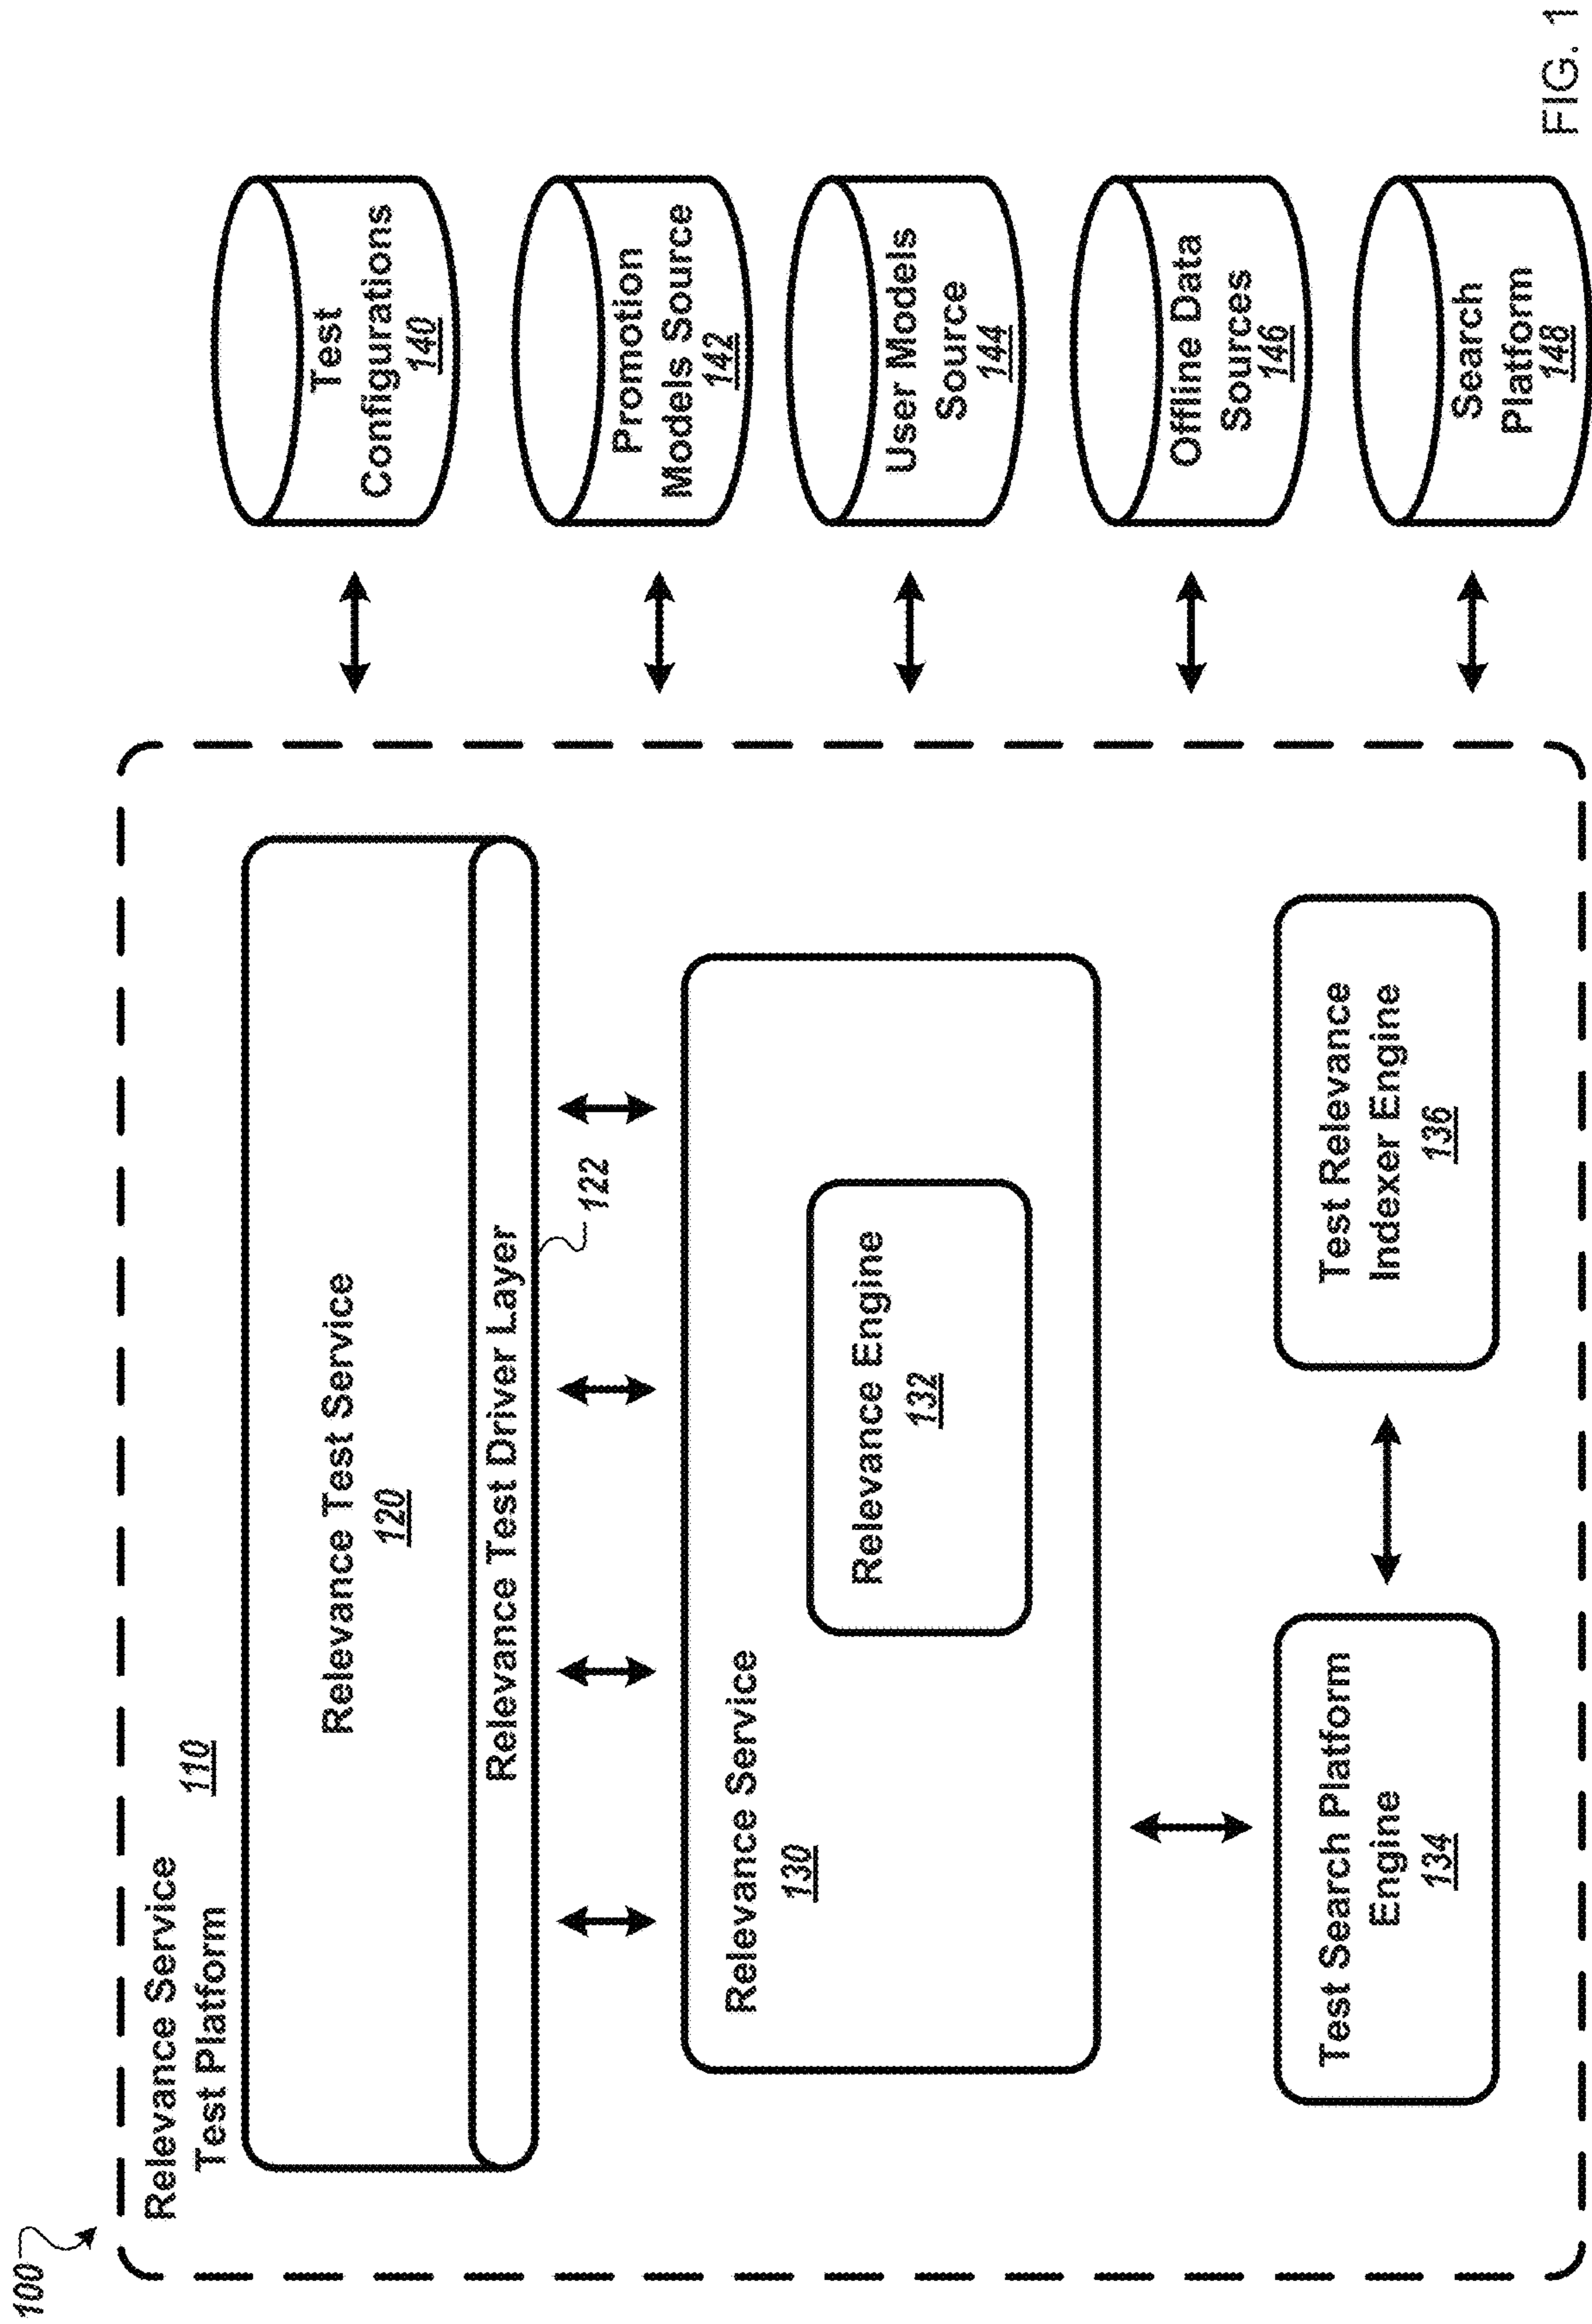 100
Relevance Service
Test Platform
110
Relevance Test Service
120
Relevance Test Driver Layer
122
Relevance Service
130
Relevance Engine
132
Test Search Platform
Engine
134
Test Relevance
Indexer Engine
136
Test
Configurations
140
Promotion
Models Source
142
User Models
Source
144
Offline Data
Sources
146
Search
Platform
148
FIG. 1